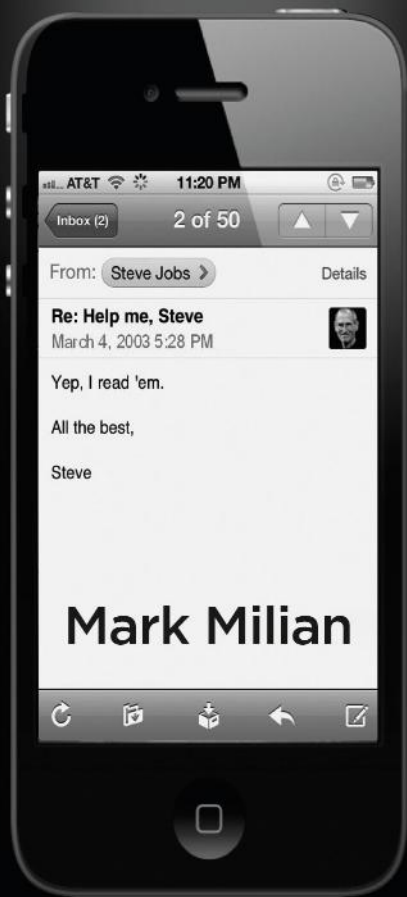 AT&T 11:20 PM
Inbox (2) 2 of 50
From: Steve Jobs Details
Re: Help me, Steve
March 4, 2003 5:28 PM
Yep, I read 'em.
All the best,
Steve
Mark Milian